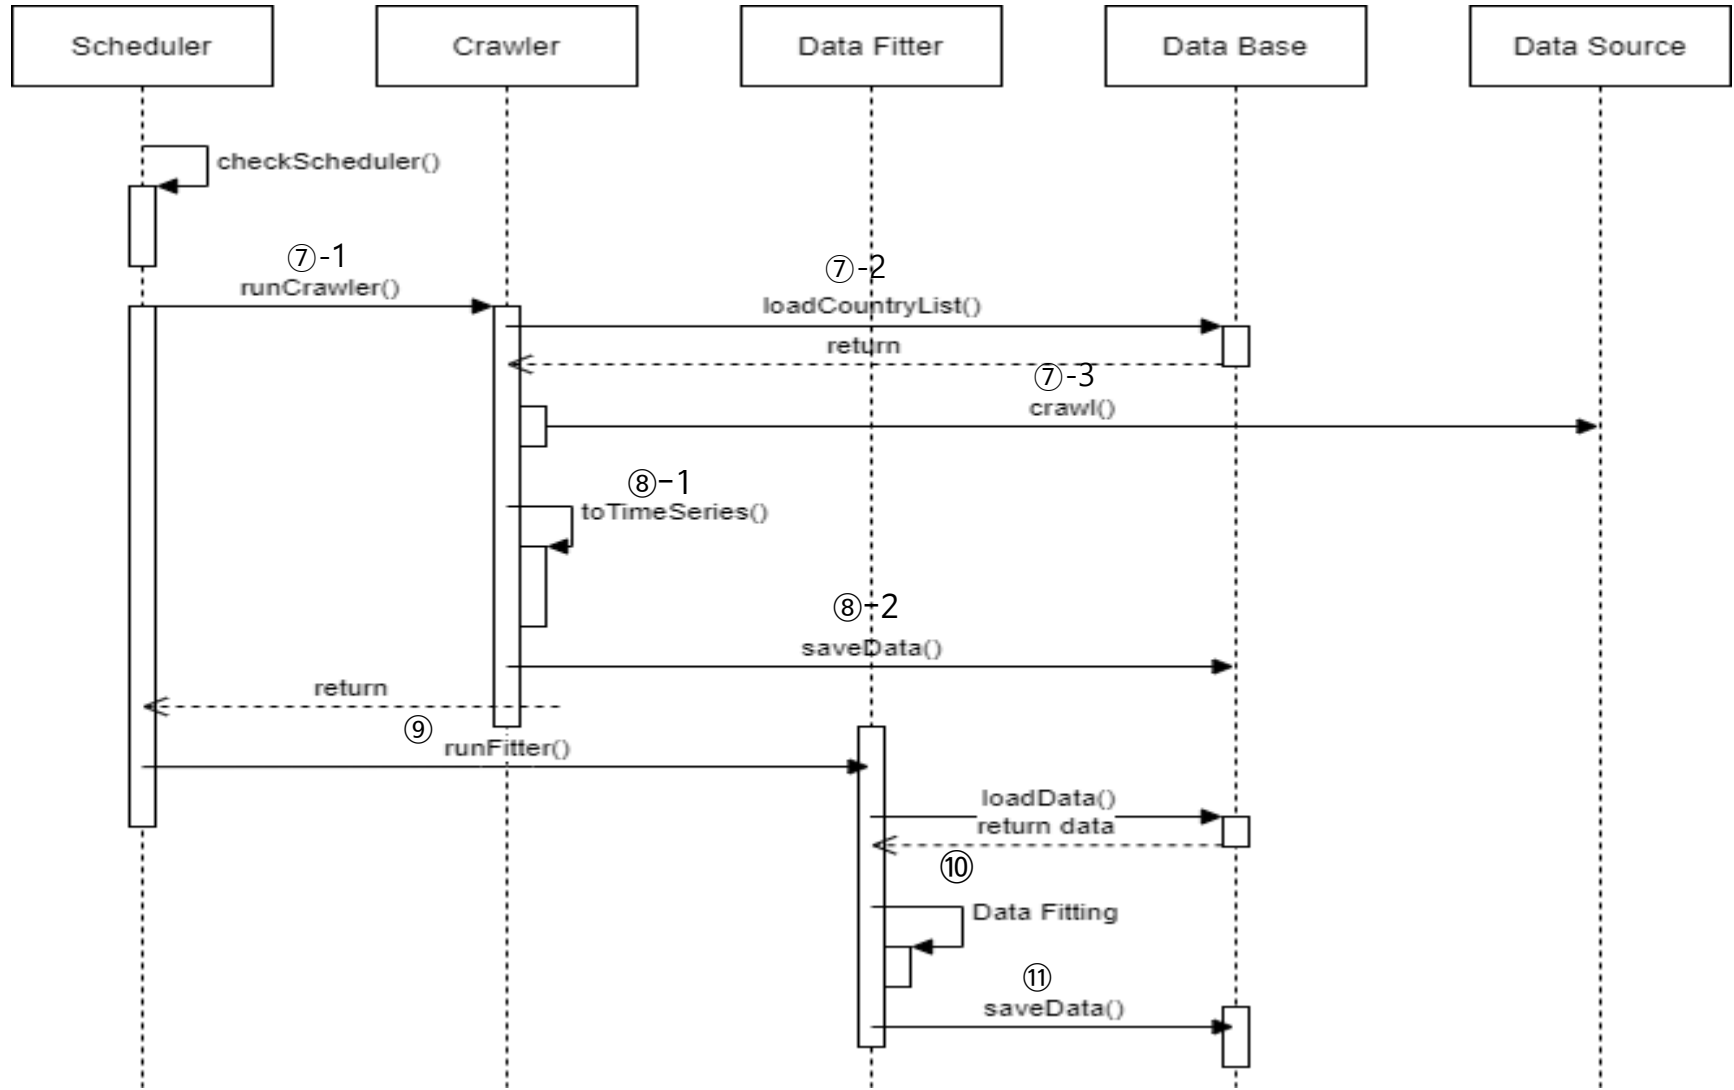 Scheduler
Crawler
Data Fitter
Data Base
Data Source
checkScheduler()
⑦-1
runCrawler()
⑦-2
loadCountryList()
return
⑦-3
crawl()
⑧-1
toTimeSeries()
⑧-2
saveData()
return
⑨
runFitter()
loadData()
return data
⑩
Data Fitting
⑪
saveData()